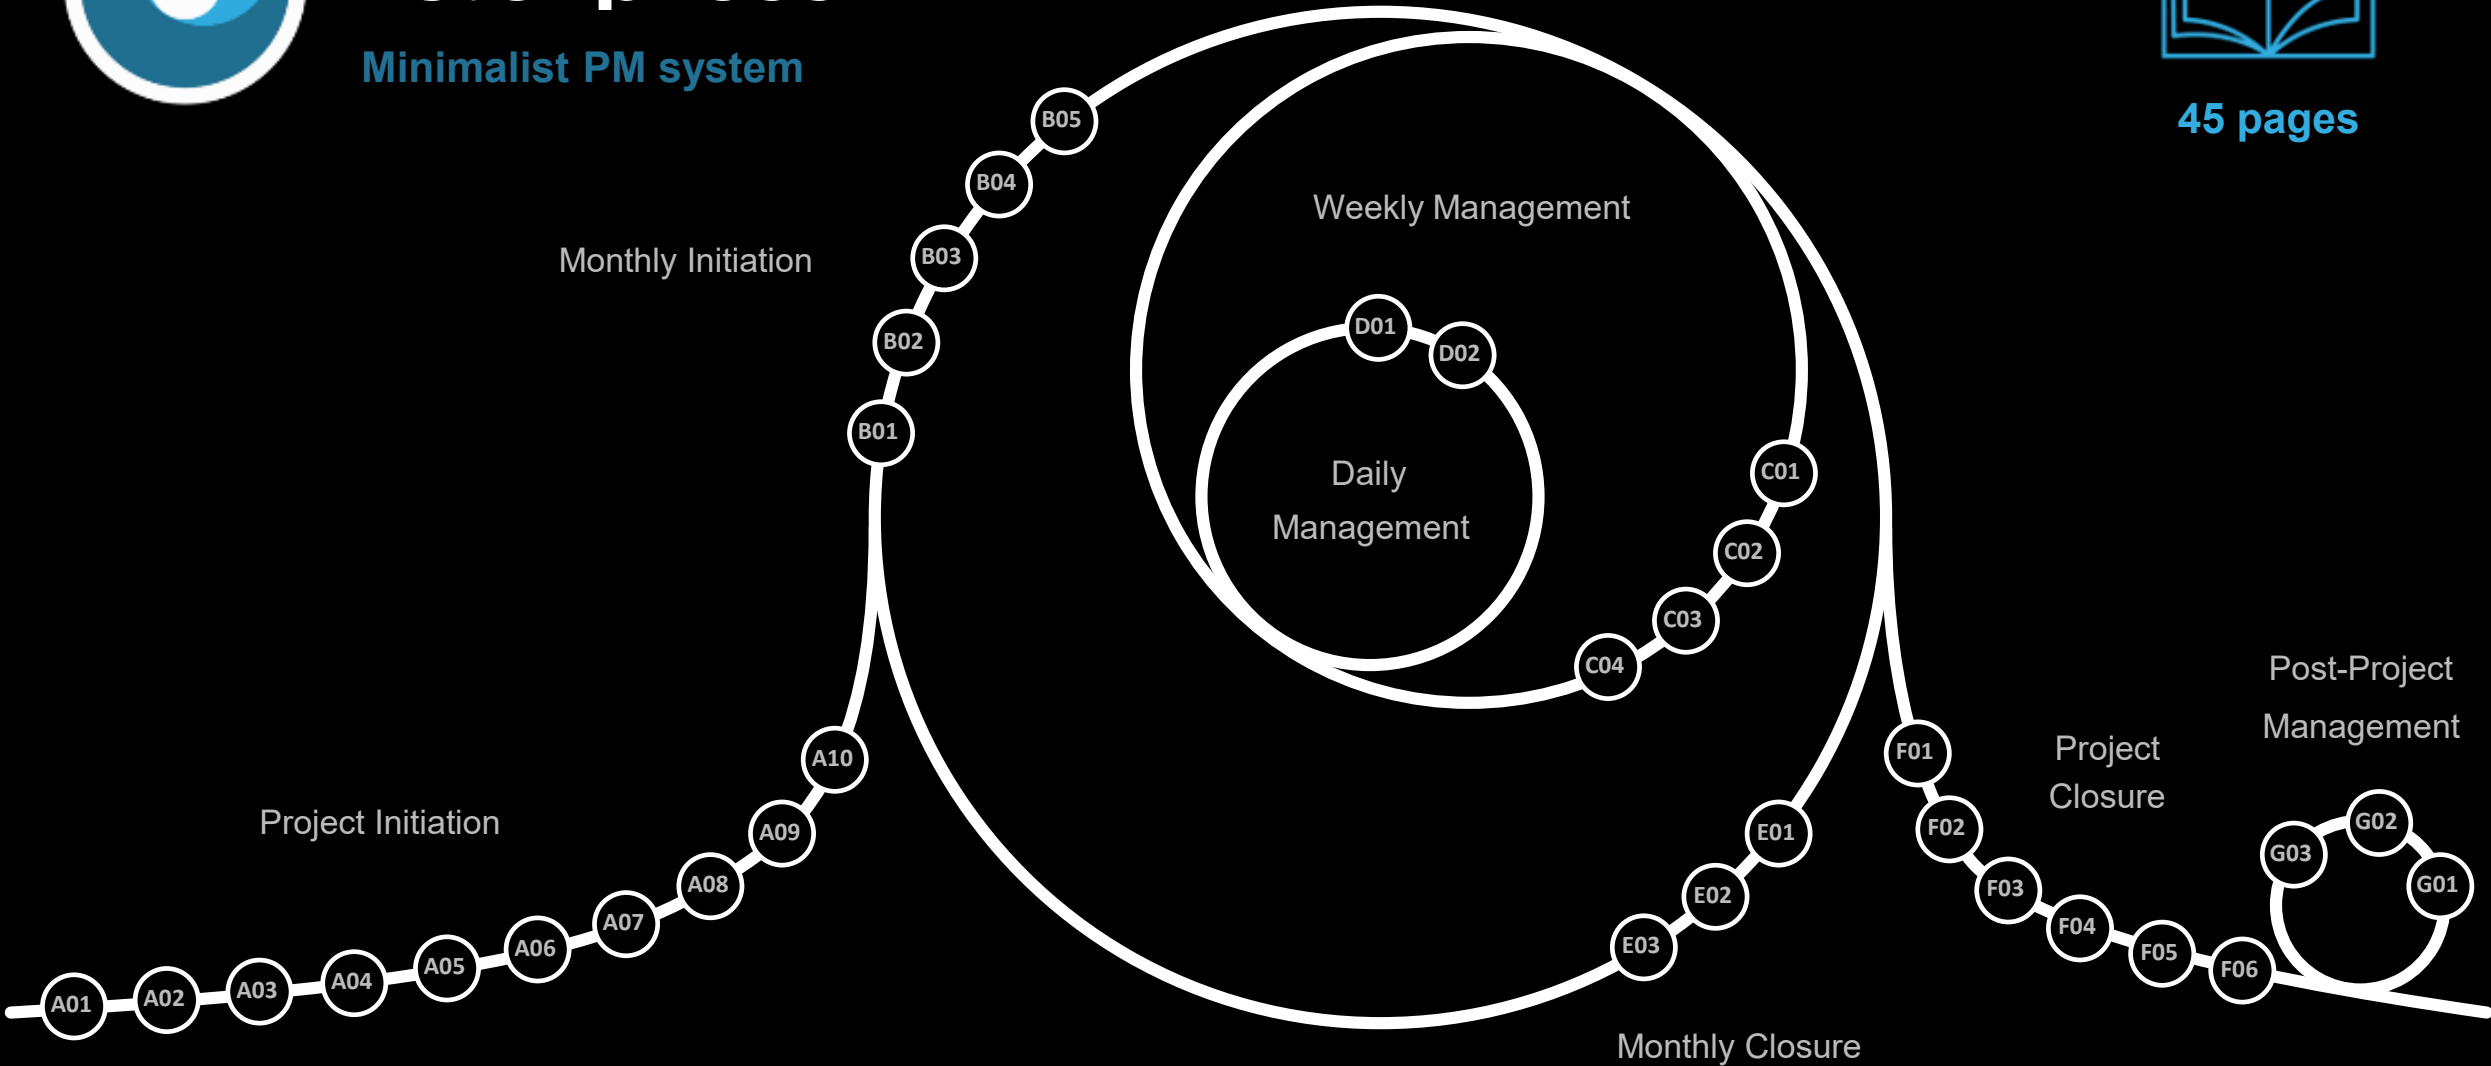 Minimalist PM system
45 pages
B05
B04
B03
B02
B01
Monthly Initiation
Weekly Management
D01
D02
Daily
Management
C01
C02
C03
C04
A10
A09
A08
A07
A06
A05
A04
A03
A02
A01
Project Initiation
E01
E02
E03
Monthly Closure
F01
F02
F03
F04
F05
F06
Project
Closure
Post-Project
Management
G03
G02
G01